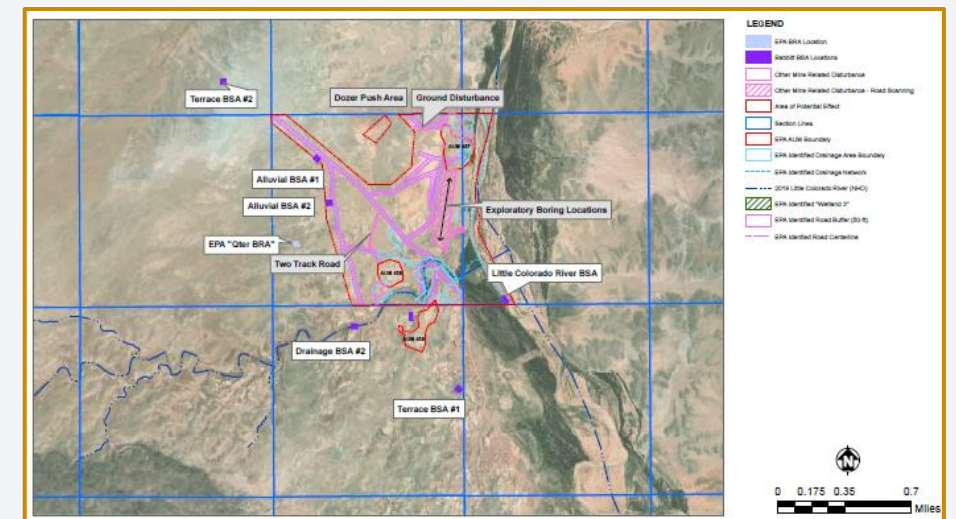 Terrace BSA #2
Dozer Push Area
Ground Disturbance
Alluvial BSA #1
Alluvial BSA #2
Exploratory Boring Locations
EPA "Qter BRA"
Two Track Road
Little Colorado River BSA
Drainage BSA #2
Terrace BSA #1
LEGEND
EPA BRA Location
Babbitt BSA Locations
Other Mine Related Disturbance
Other Mine Related Disturbance - Road Scanning
Area of Potential Effect
Section Lines
EPA AUM Boundary
EPA Identified Drainage Area Boundary
EPA Identified Drainage Network
2019 Little Colorado River (NHD)
EPA Identified "Wetland 3"
EPA Identified Road Buffer (50-ft)
EPA Identified Road Centerline
N
0 0.175 0.35 0.7
Miles